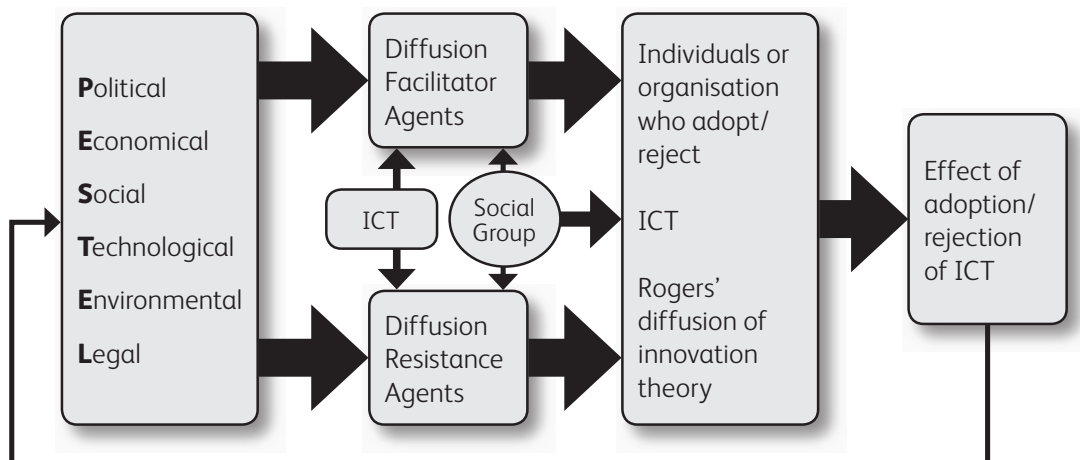 Political
Economical
Social
Technological
Environmental
Legal
Diffusion
Facilitator
Agents
ICT
Social
Group
Diffusion
Resistance
Agents
Individuals or
organisation
who adopt/
reject
ICT
Rogers’
diffusion of
innovation
theory
Effect of
adoption/
rejection
of ICT